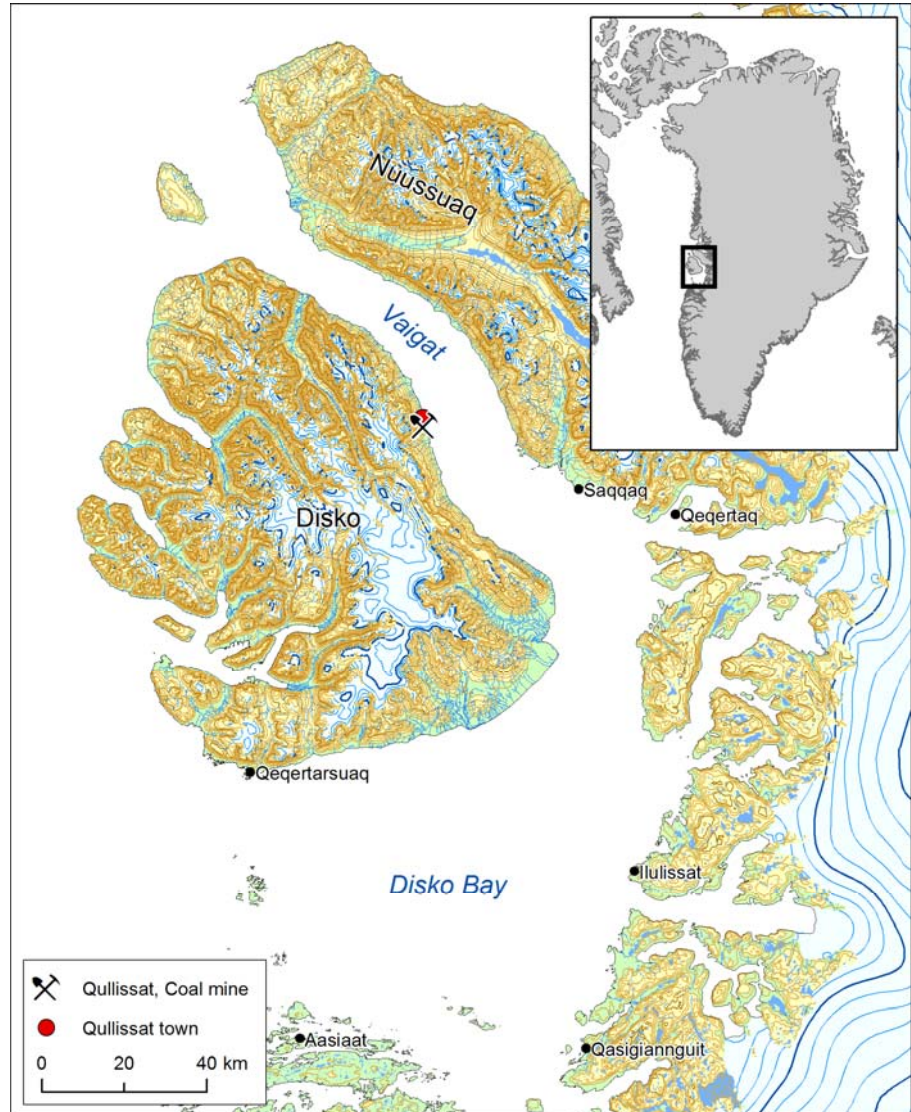 Nuussuaq
Vaigat
Saqqaq
Qeqertaq
Disko
Qeqertarsuaq
Ilulissat
Disko Bay
Qullissat, Coal mine
Qullissat town
0 20 40 km
Aasiaat
Qasigiannguit